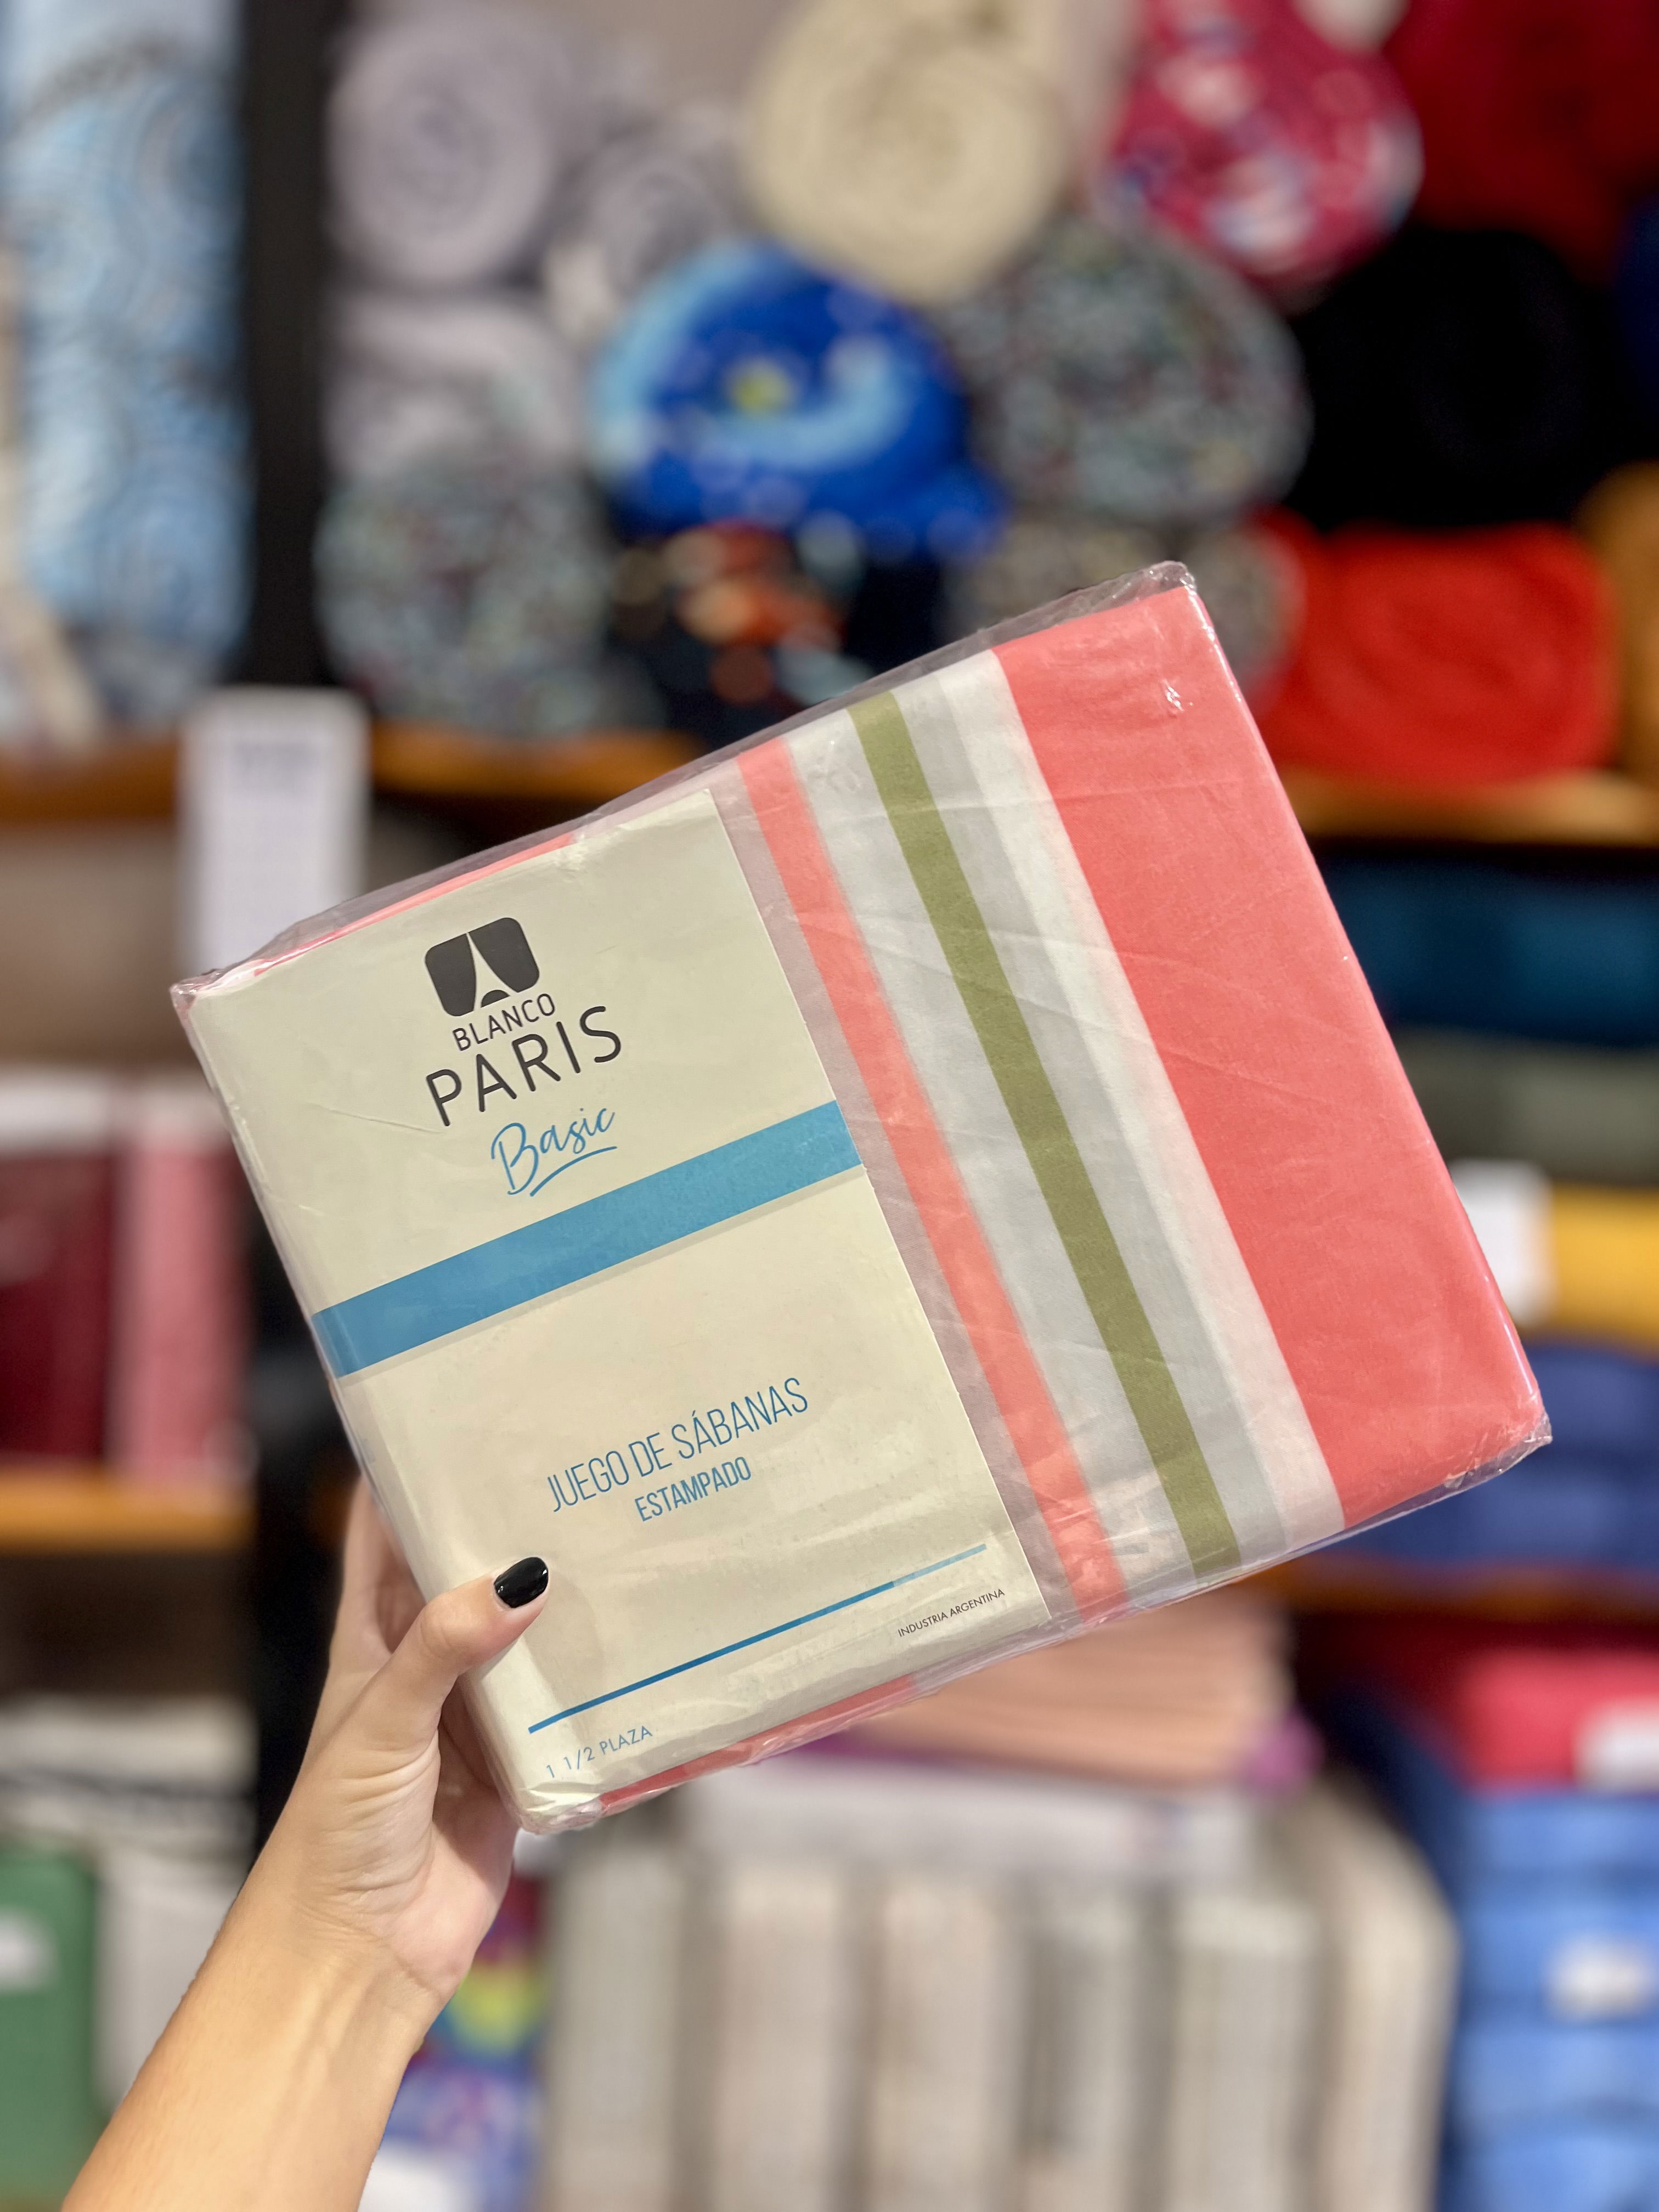 BLANCO
PARIS
Basic
JUEGO DE SÁBANAS
ESTAMPADO
INDUSTRIA ARGENTINA
1 1/2 PLAZA